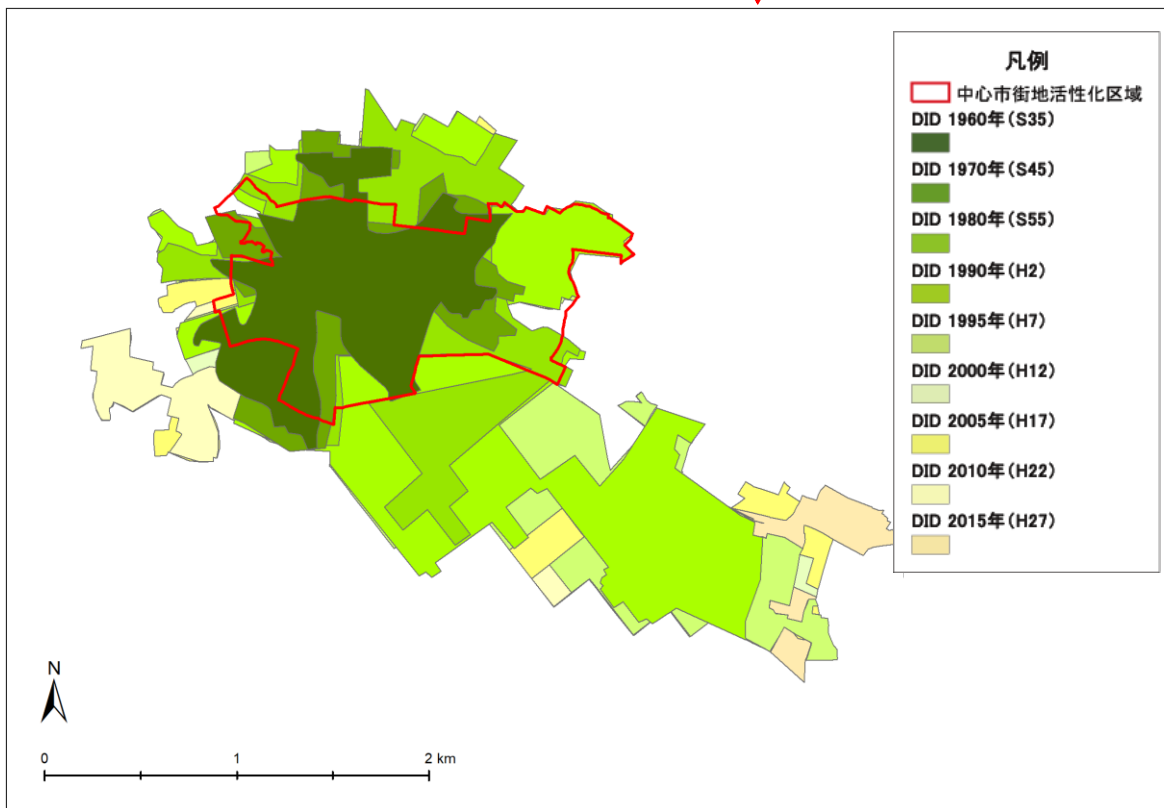 凡例
中心市街地活性化区域
DID 1960年(S35)
DID 1970年(S45)
DID 1980年(S55)
DID 1990年(H2)
DID 1995年(H7)
DID 2000年(H12)
DID 2005年(H17)
DID 2010年(H22)
DID 2015年(H27)
N
0 1 2 km